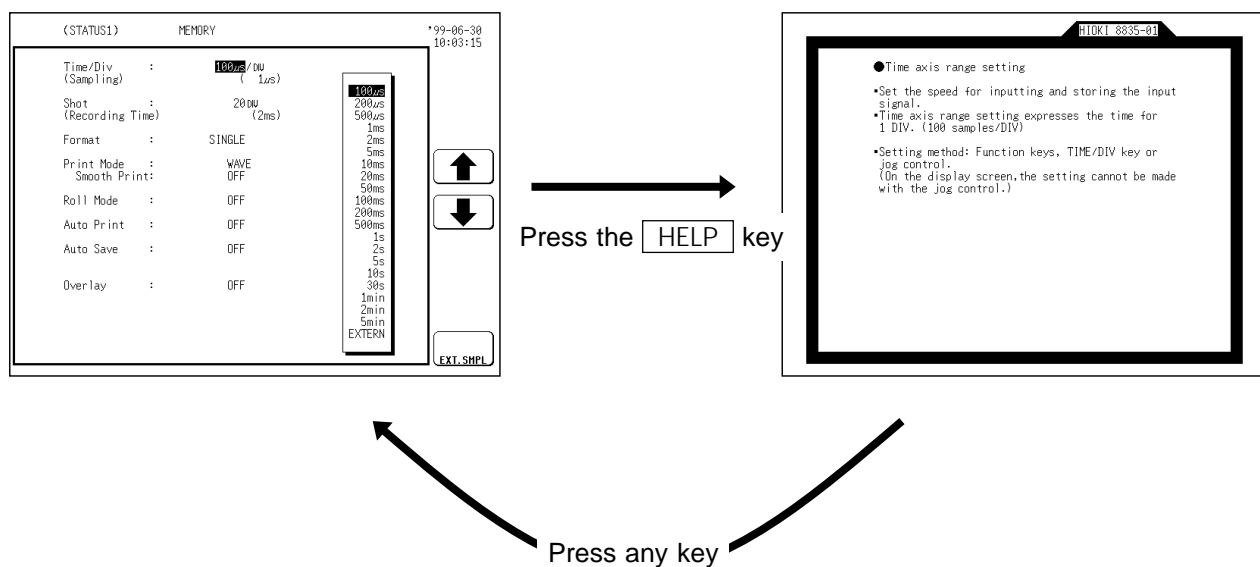 (STATUS1) MEMORY '99-06-30
10:03:15
Time/Div : 100μs/DIV
(Sampling) ( 1μs)
Shot : 20DIV
(Recording Time) (2ms)
Format : SINGLE
Print Mode : WAVE
Smooth Print: OFF
Roll Mode : OFF
Auto Print : OFF
Auto Save : OFF
Overlay : OFF
100μs
200μs
500μs
1ms
2ms
5ms
10ms
20ms
50ms
100ms
200ms
500ms
1s
2s
5s
10s
30s
1min
2min
5min
EXTERN
EXT.SMPL
Press the HELP key
HIOKI 8835-01
●Time axis range setting
▪Set the speed for inputting and storing the input
signal.
▪Time axis range setting expresses the time for
1 DIV. (100 samples/DIV)
▪Setting method: Function keys, TIME/DIV key or
jog control.
(On the display screen,the setting cannot be made
with the jog control.)
Press any key